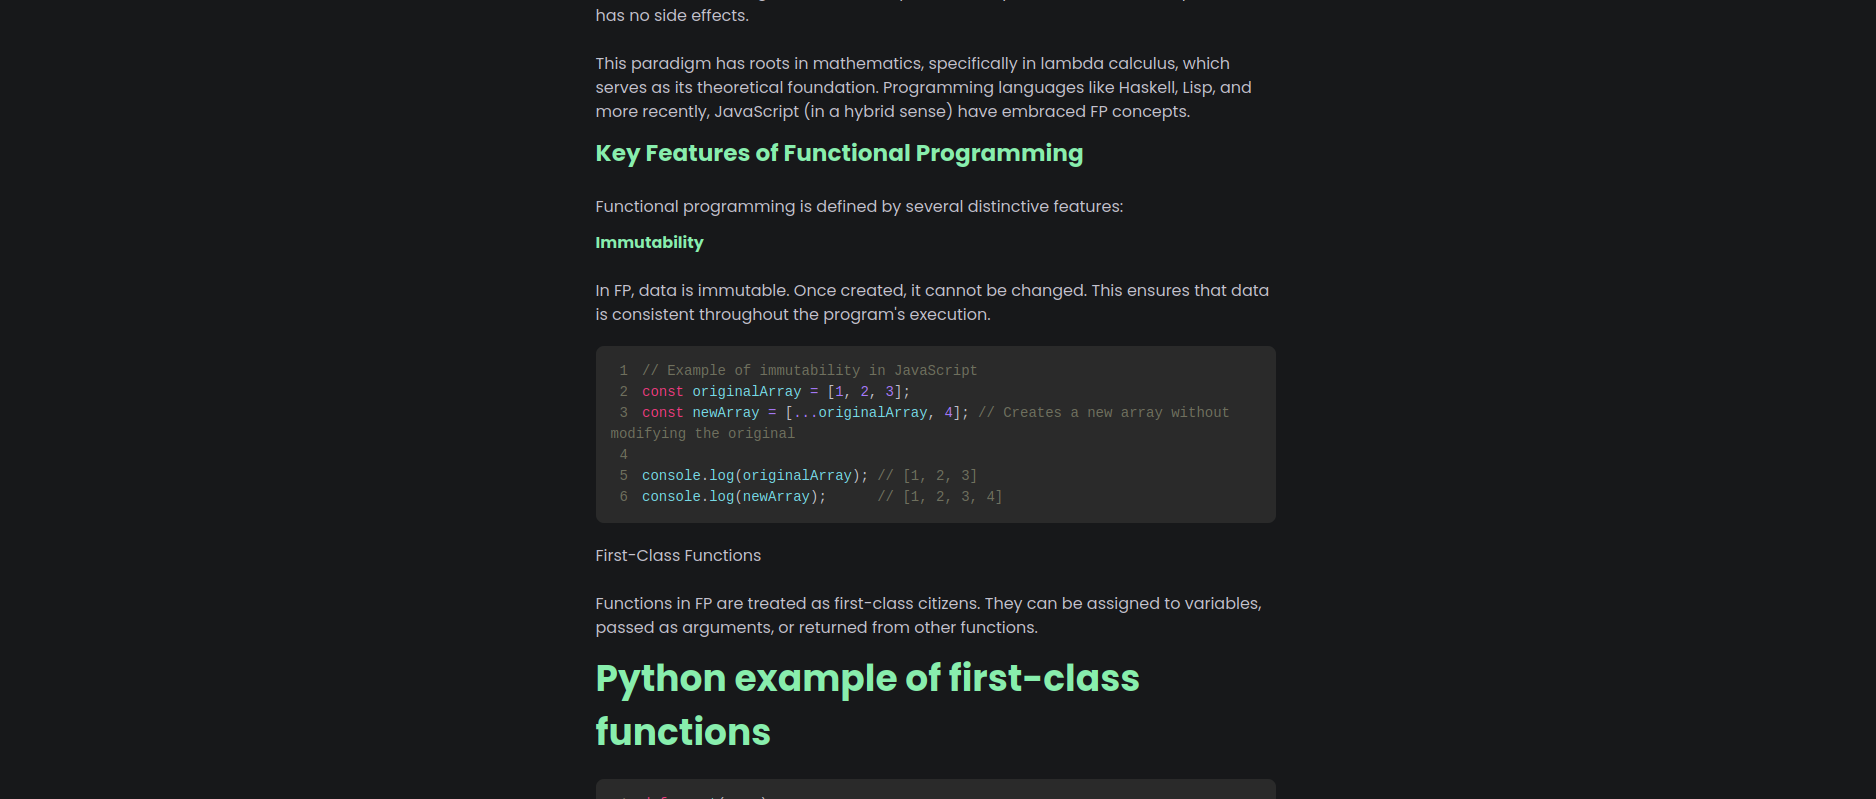 has no side effects.
This paradigm has roots in mathematics, specifically in lambda calculus, which
serves as its theoretical foundation. Programming languages like Haskell, Lisp, and
more recently, JavaScript (in a hybrid sense) have embraced FP concepts.
Key Features of Functional Programming
Functional programming is defined by several distinctive features:
Immutability
In FP, data is immutable. Once created, it cannot be changed. This ensures that data
is consistent throughout the program's execution.
1 // Example of immutability in JavaScript
2 const originalArray = [1, 2, 3];
3 const newArray = [...originalArray, 4]; // Creates a new array without
modifying the original
4
5 console.log(originalArray); // [1, 2, 3]
6 console.log(newArray);      // [1, 2, 3, 4]
First-Class Functions
Functions in FP are treated as first-class citizens. They can be assigned to variables,
passed as arguments, or returned from other functions.
Python example of first-class
functions